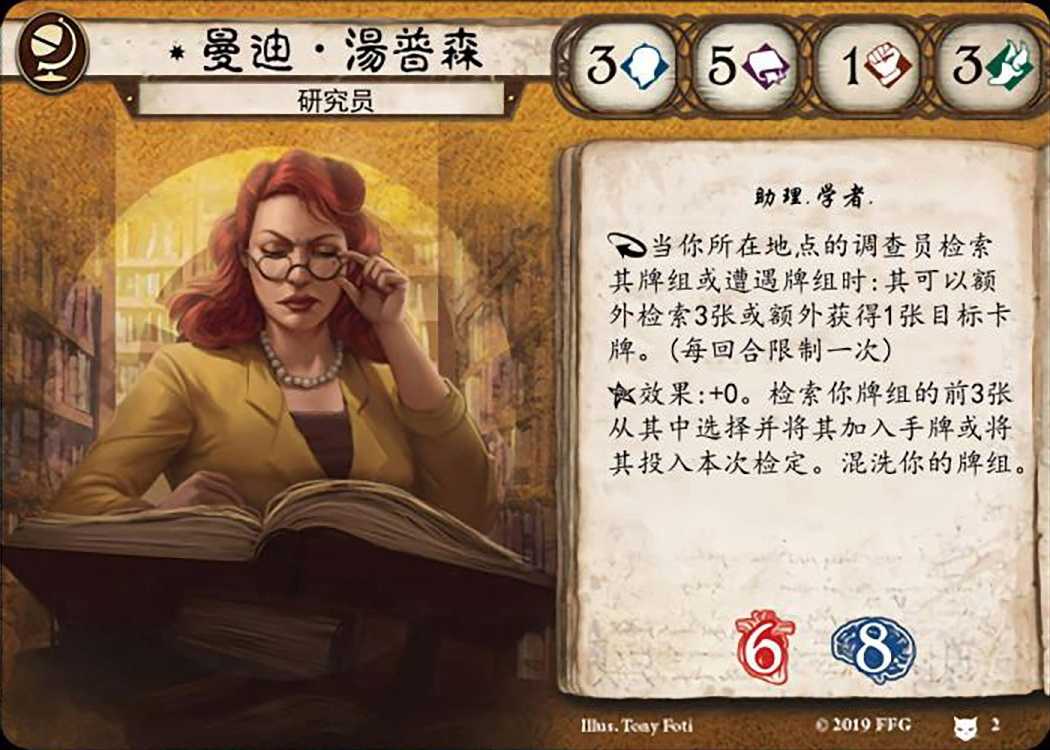 曼迪·湯普森
研究员
3 5 1 3
助理.学者.
当你所在地点的调查员检索
其牌组或遭遇牌组时:其可以额
外检索3张或额外获得1张目标卡
牌。(每回合限制一次)
效果:+0。检索你牌组的前3张
从其中选择并将其加入手牌或将
其投入本次检定。混洗你的牌组。
6 8
Illus. Tony Foti © 2019 FFG 2